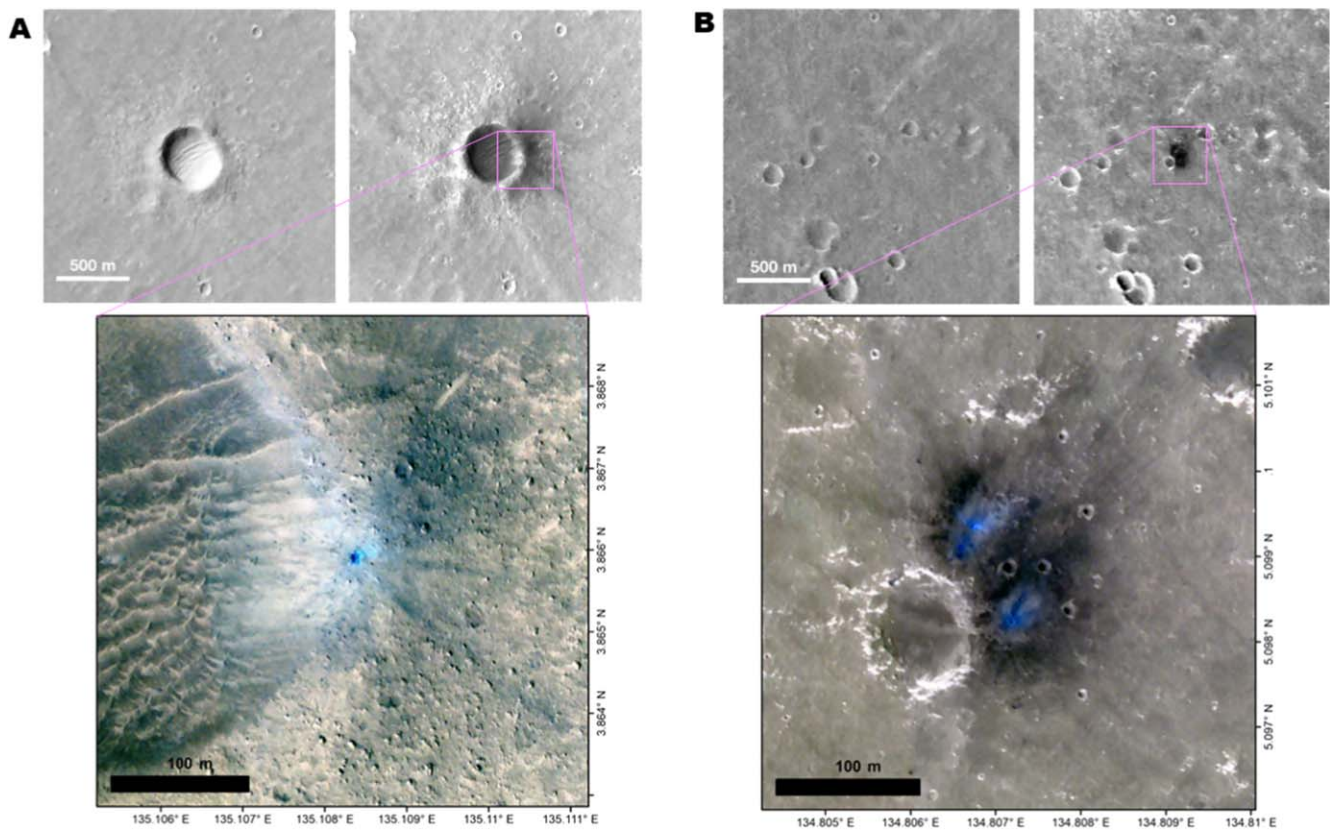 A
B
500 m
500 m
3.868° N
3.867° N
3.866° N
3.865° N
3.864° N
5.101° N
1
5.099° N
5.098° N
5.097° N
100 m
100 m
135.106° E 135.107° E 135.108° E 135.109° E 135.11° E 135.111° E
134.805° E 134.806° E 134.807° E 134.808° E 134.809° E 134.81° E